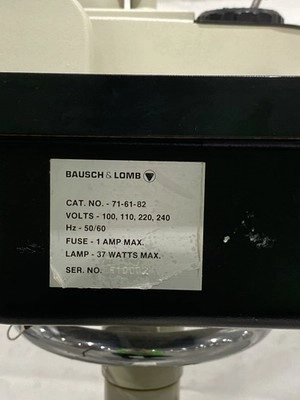 BAUSCH & LOMB
CAT. NO. - 71-61-82
VOLTS - 100, 110, 220, 240
Hz - 50/60
FUSE - 1 AMP MAX.
LAMP - 37 WATTS MAX.
SER. NO.